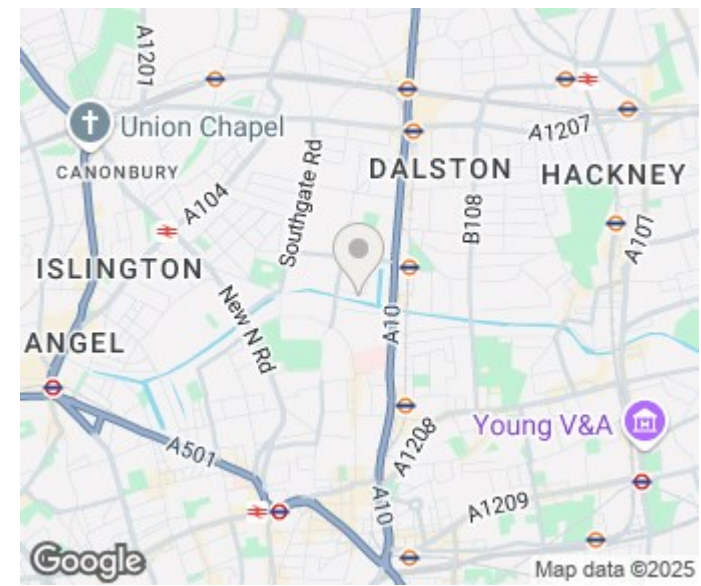 A1207
Union Chapel
CANONBURY
A104
Southgate Rd
DALSTON
A1207
HACKNEY
B108
A107
ISLINGTON
New N Rd
ANGEL
A10
A501
A1208
Young V&A
A10
A1209
Google
Map data ©2025